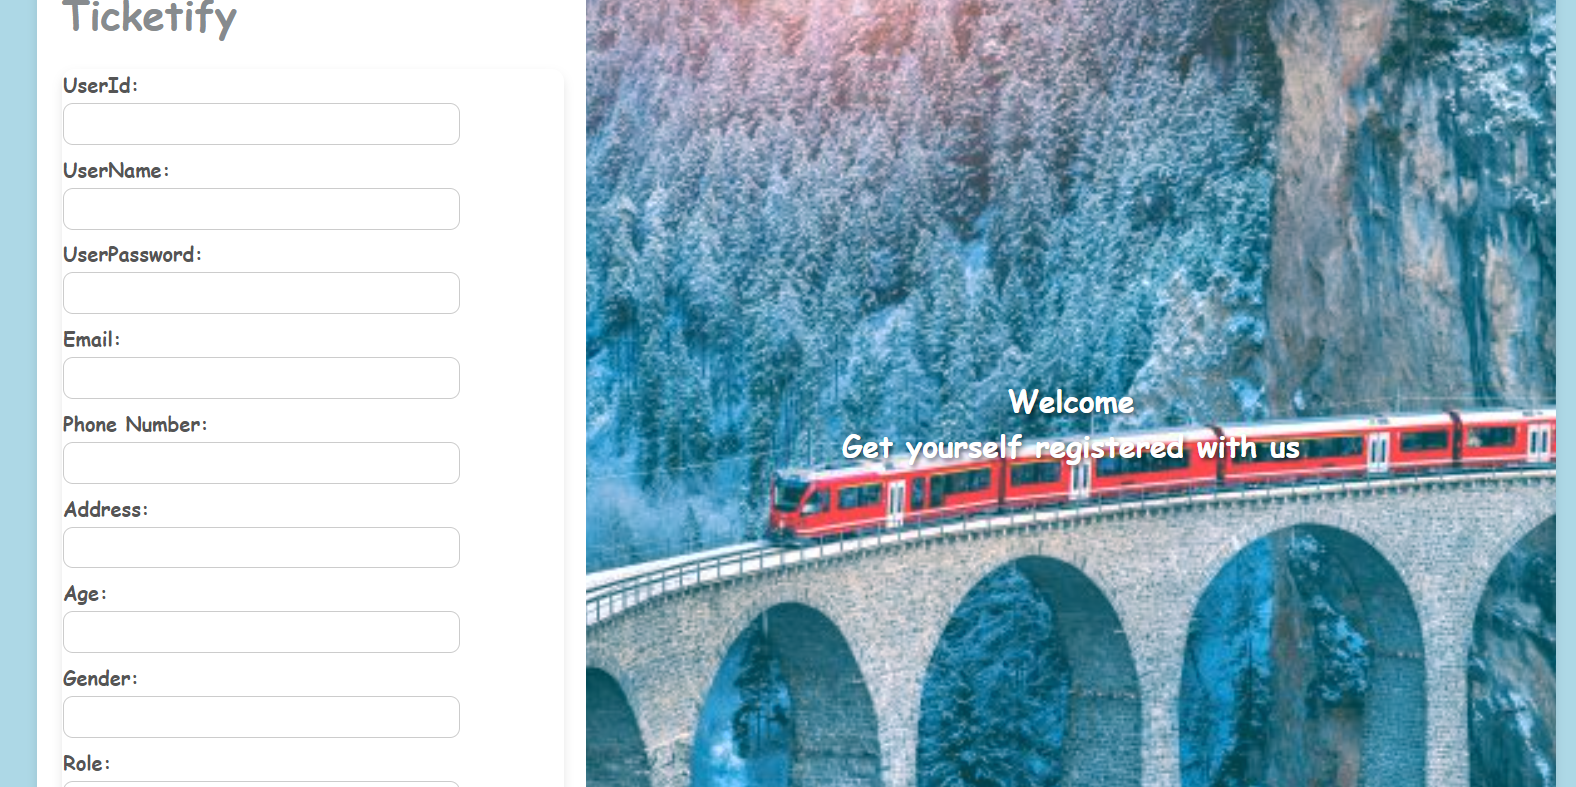 Ticketify
UserId:
UserName:
UserPassword:
Email:
Phone Number:
Address:
Age:
Gender:
Role:
Welcome
Get yourself registered with us